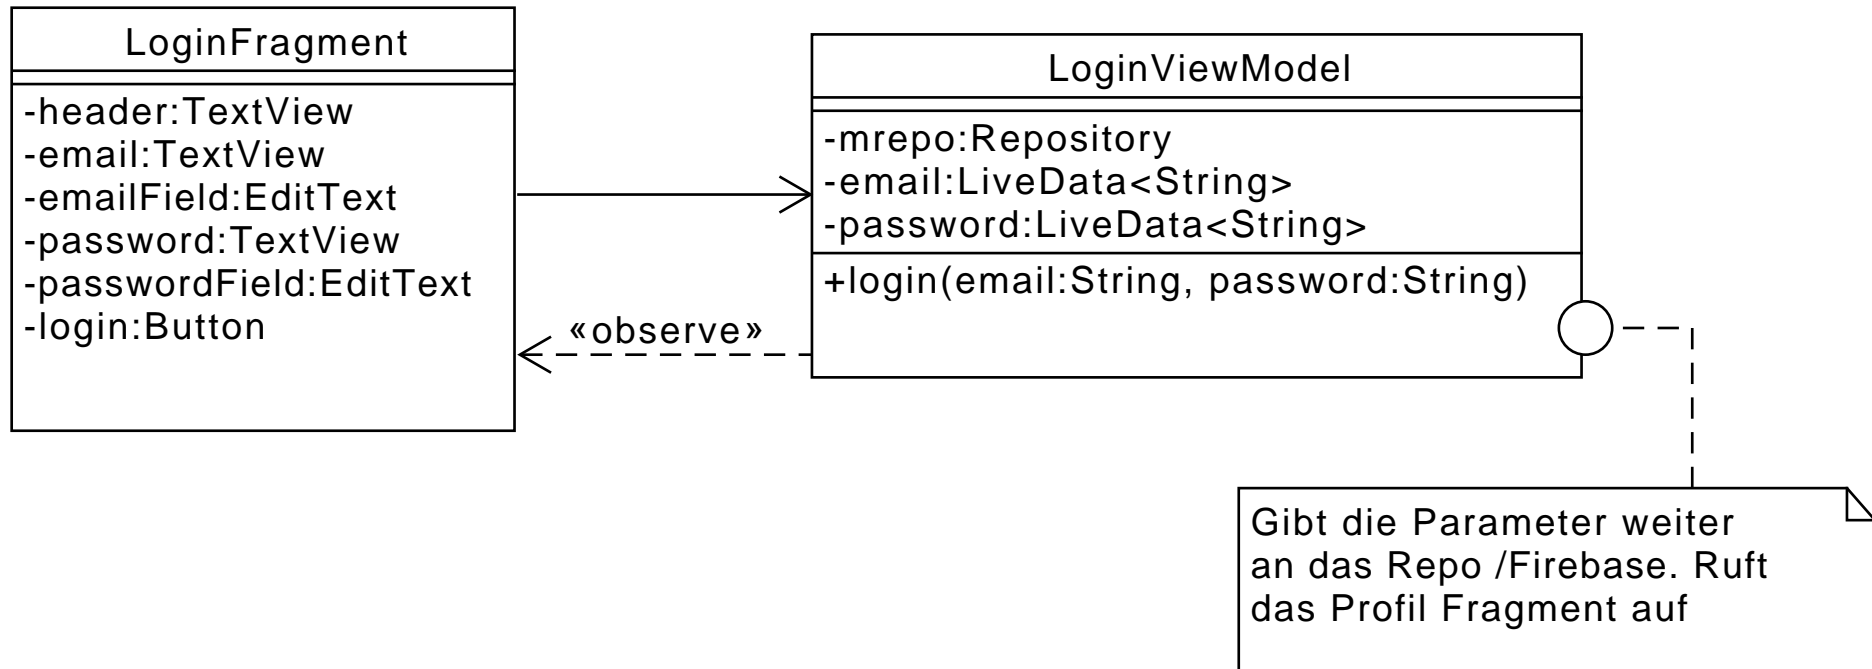 LoginFragment
-header:TextView
-email:TextView
-emailField:EditText
-password:TextView
-passwordField:EditText
-login:Button
«observe»
LoginViewModel
-mrepo:Repository
-email:LiveData<String>
-password:LiveData<String>
+login(email:String, password:String)
Gibt die Parameter weiter
an das Repo /Firebase. Ruft
das Profil Fragment auf